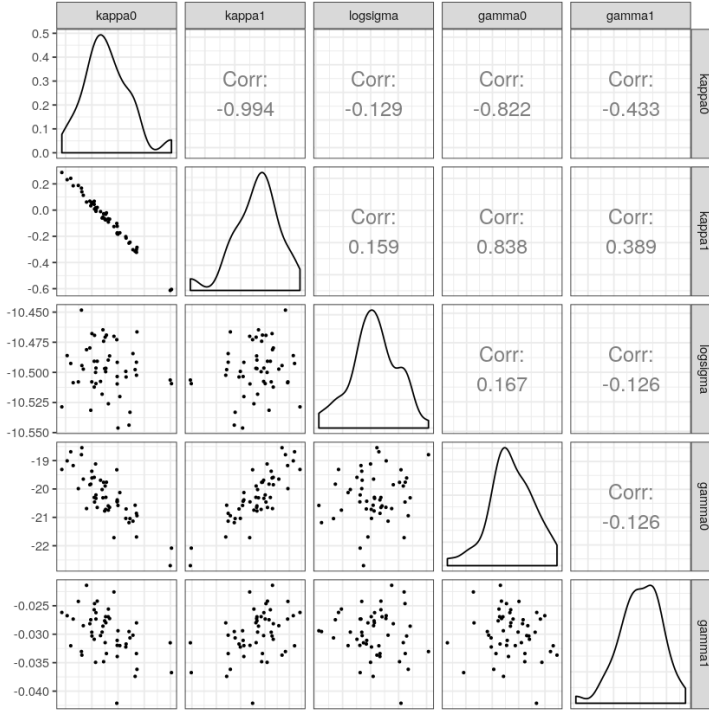 kappa0 kappa1 logsigma gamma0 gamma1
0.5
0.4
0.3
0.2
0.1
0.0
Corr: Corr: Corr: Corr:
-0.994 -0.129 -0.822 -0.433
kappa0
0.2
0.0
-0.2
-0.4
-0.6
Corr: Corr: Corr:
0.159 0.838 0.389
kappa1
-10.450
-10.475
-10.500
-10.525
-10.550
Corr: Corr:
0.167 -0.126
logsigma
-19
-20
-21
-22
Corr:
-0.126
gamma0
-0.025
-0.030
-0.035
-0.040
gamma1